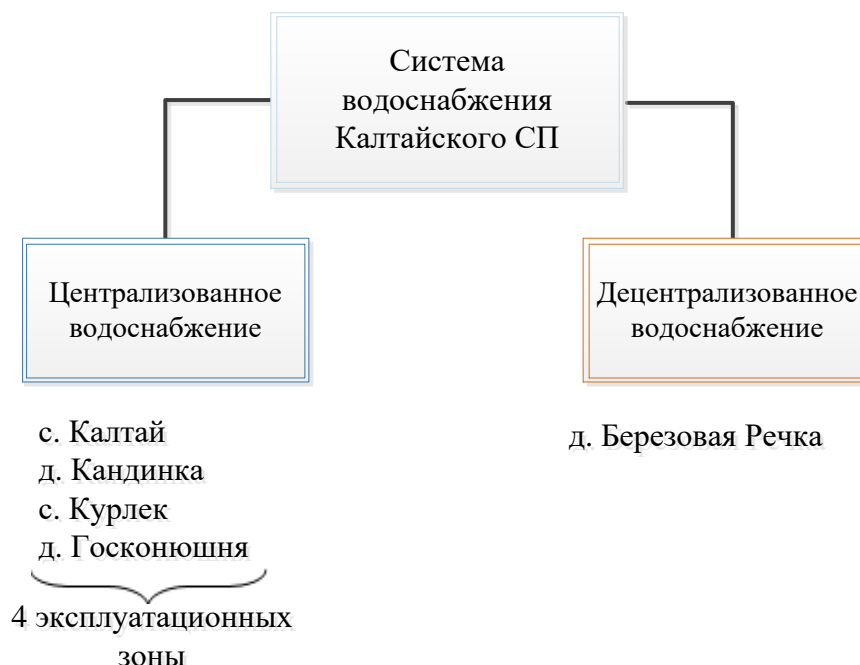 Система
водоснабжения
Калтайского СП
Централизованное
водоснабжение
Децентрализованное
водоснабжение
с. Калтай
д. Кандинка
с. Курлек
д. Госконюшня
д. Березовая Речка
4 эксплуатационных
зоны